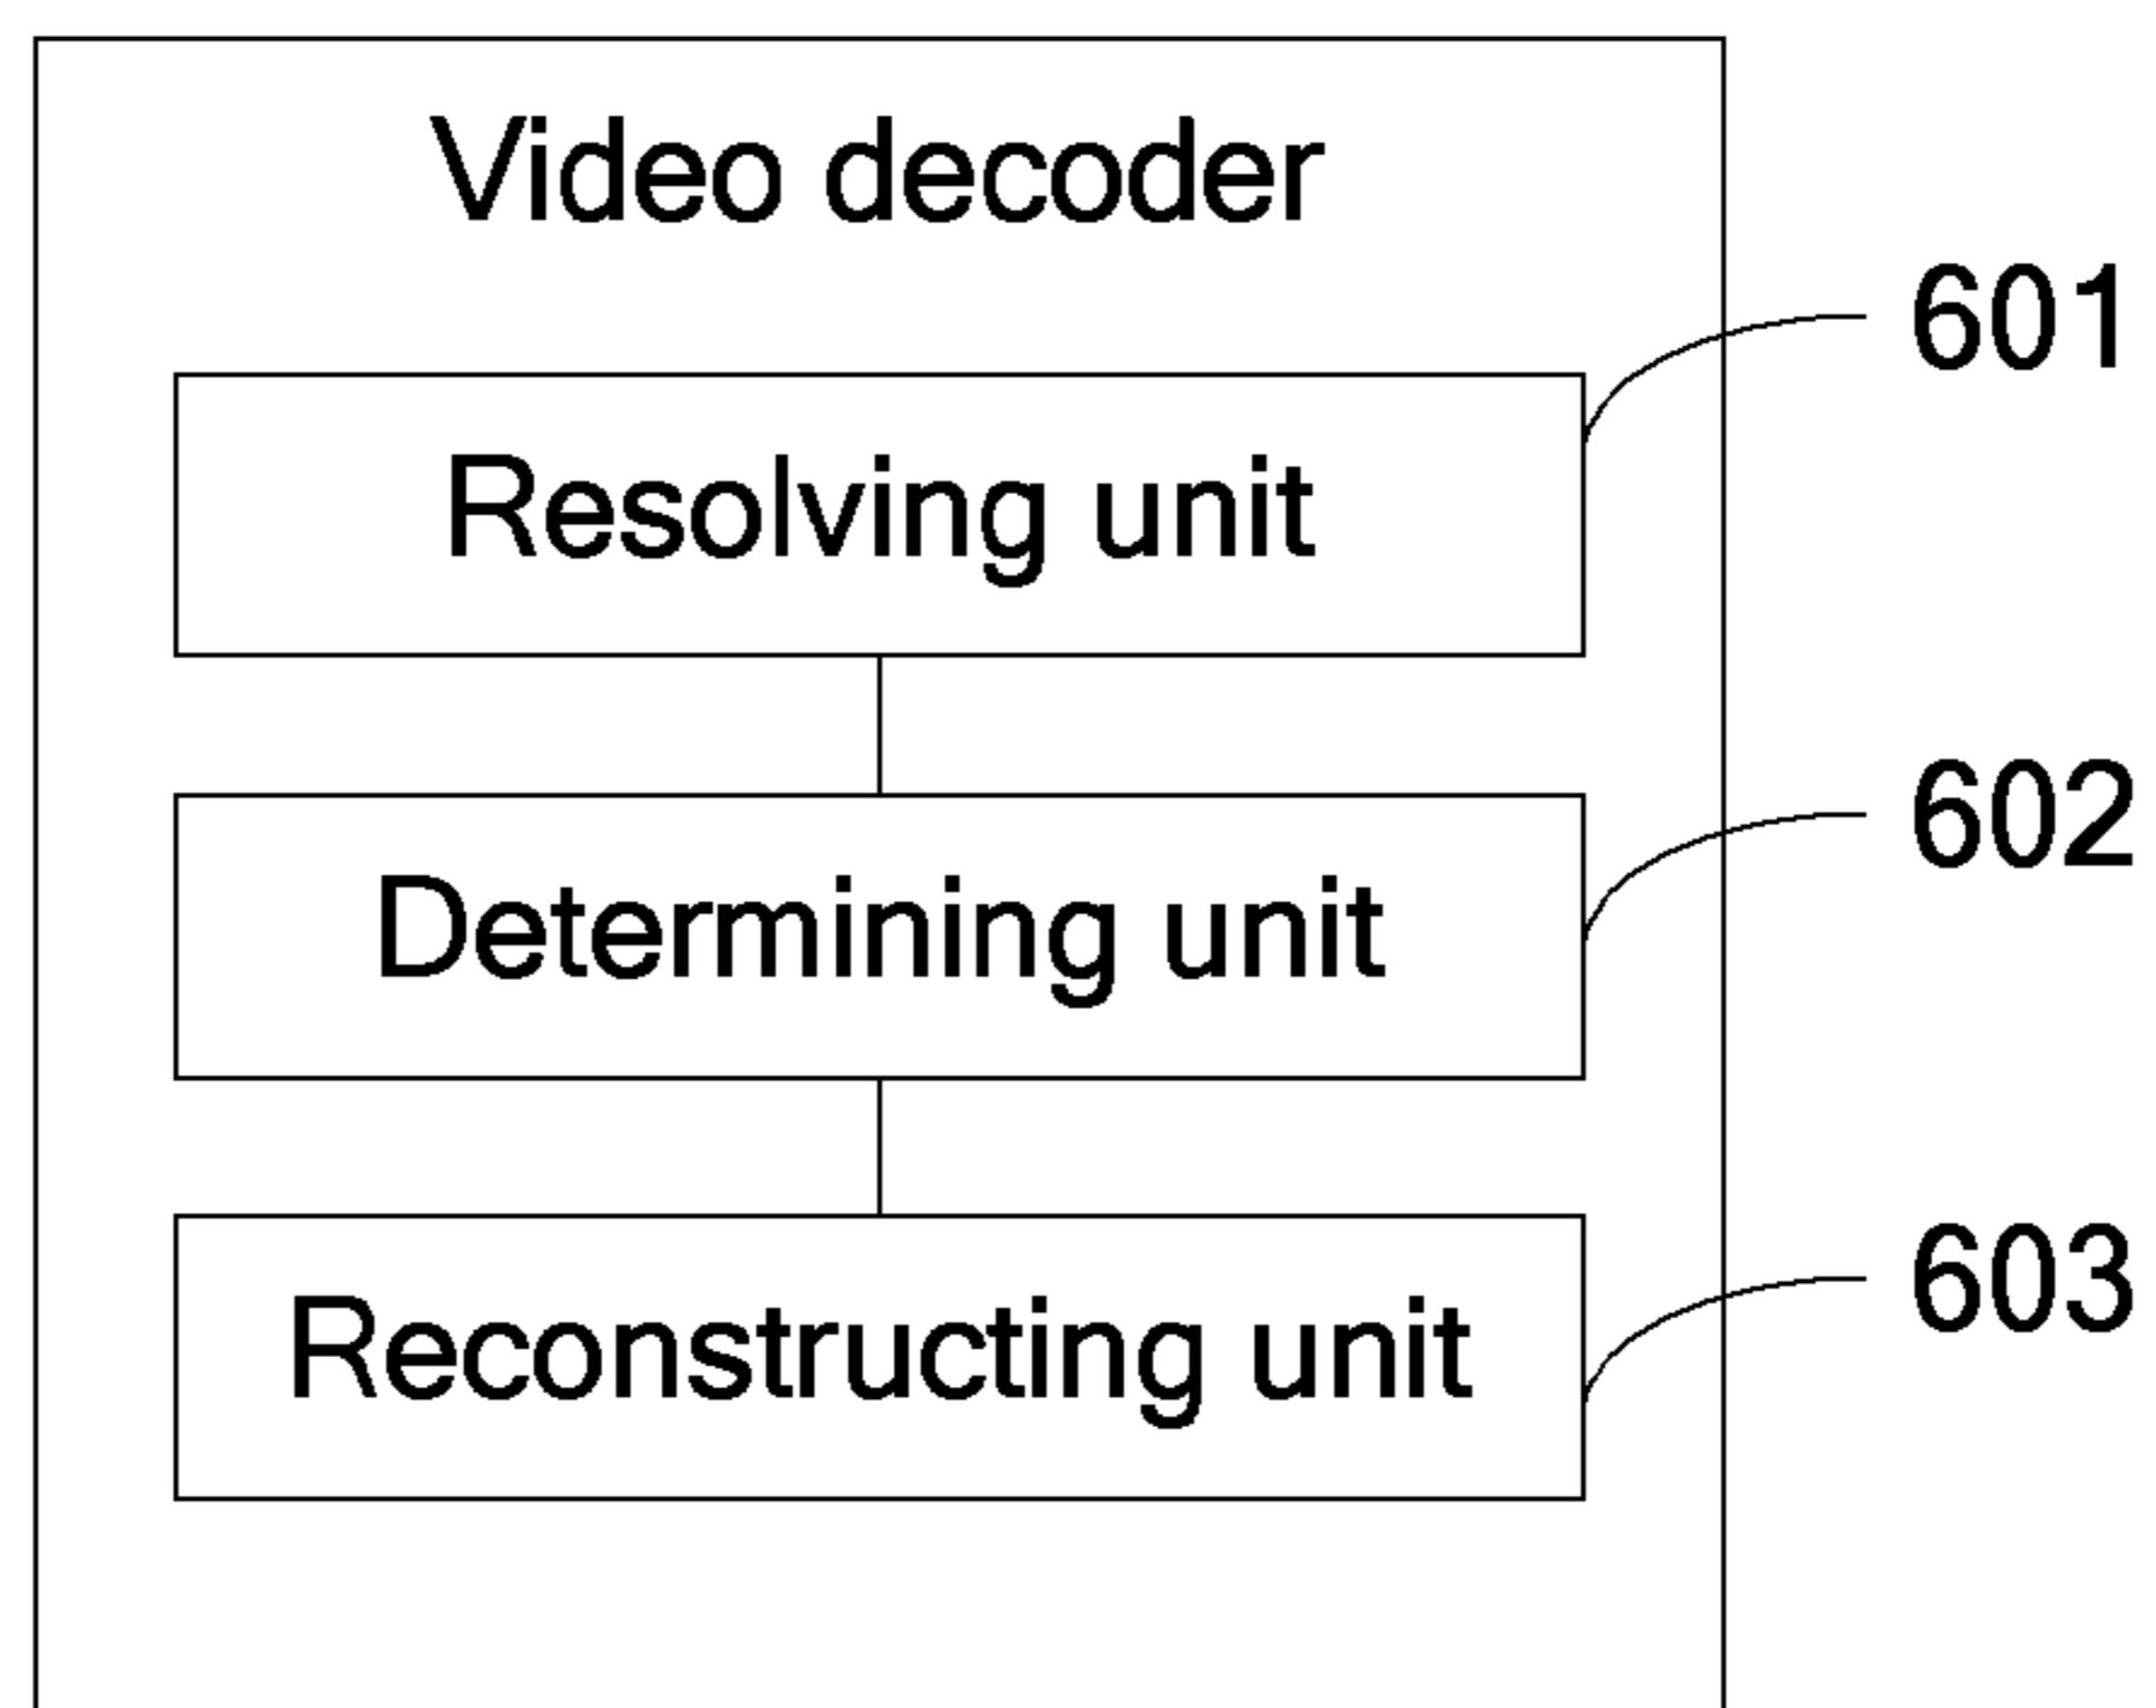 Video decoder
601
Resolving unit
602
Determining unit
603
Reconstructing unit